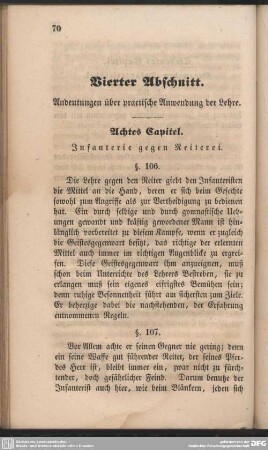 70
Vierter Abschnitt.
Andeutungen über practische Anwendung der Lehre.
Achtes Capitel.
Infanterie gegen Reiterei.
§. 106.
Die Lehre gegen den Reiter giebt den Infanteristen
die Mittel an die Hand, deren er sich beim Gefechte
sowohl zum Angriffe als zur Vertheidigung zu bedienen
hat. Ein durch selbige und durch gymnastische Ue-
bungen gewandt und kräftig gewordener Mann ist hin-
länglich vorbereitet zu diesem Kampfe, wenn er zugleich
die Geistesgegenwart besitzt, das richtige der erlernten
Mittel auch immer im richtigen Augenblicke zu ergrei-
fen. Diese Geistesgegenwart ihm anzueignen, muß
schon beim Unterrichte des Lehrers Bestreben, sie zu
erlangen muß sein eigenes eifrigstes Bemühen sein;
denn ruhige Besonnenheit führt am sichersten zum Ziele.
Er beherzige dabei die nachstehenden, der Erfahrung
entnommenen Regeln.
§. 107.
Vor Allem achte er seinen Gegner nie gering; denn
ein seine Waffe gut führender Reiter, der seines Pfer-
des Herr ist, bleibt immer ein, zwar nicht zu fürch-
tender, doch gefährlicher Feind. Darum bemühe der
Infanterist auch hier, wie beim Blänkern, jeden sich